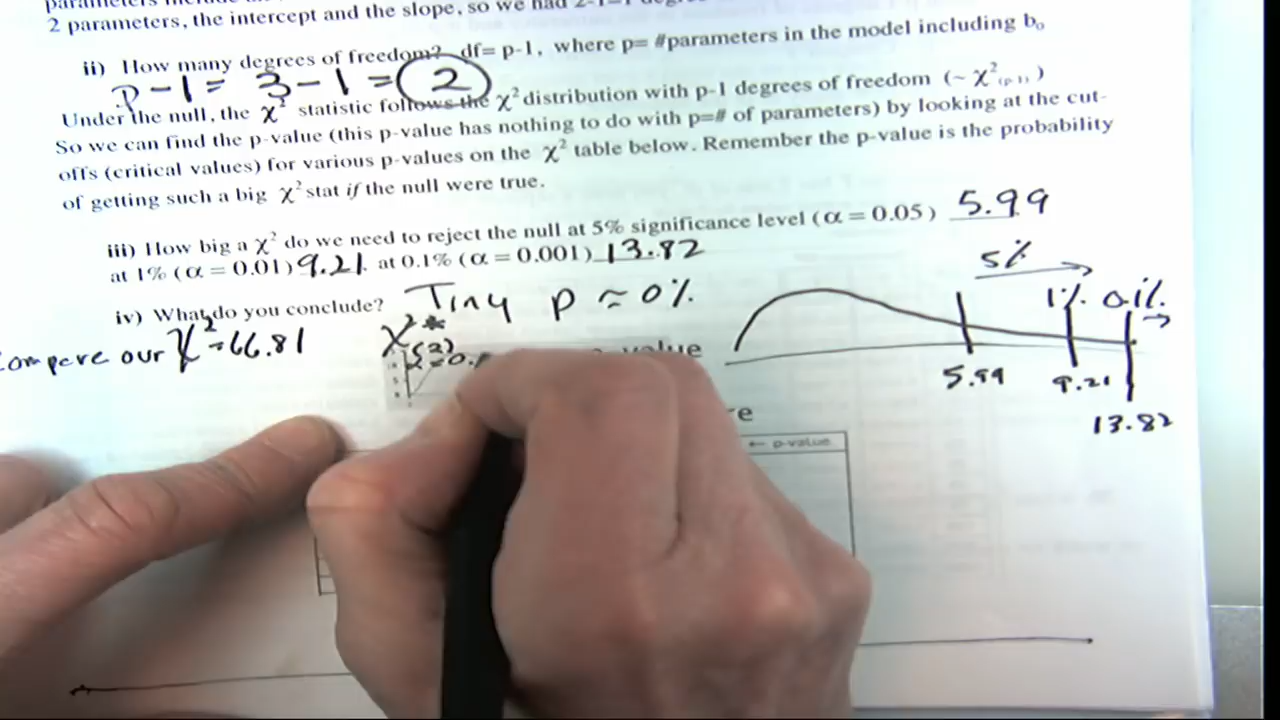 2 parameters, the intercept and the slope, so we had 2-1=1
ii) How many degrees of freedom? df= p-1, where p= #parameters in the model including b₀
p-1 = 3-1 = 2
Under the null, the χ² statistic follows the χ² distribution with p-1 degrees of freedom (~ χ²(p-1))
So we can find the p-value (this p-value has nothing to do with p=# of parameters) by looking at the cut-
offs (critical values) for various p-values on the χ² table below. Remember the p-value is the probability
of getting such a big χ² stat if the null were true.
iii) How big a χ² do we need to reject the null at 5% significance level (α = 0.05) 5.99
at 1% (α = 0.01) 9.21. at 0.1% (α = 0.001) 13.82
iv) What do you conclude? Tiny p ≈ 0%
Compare our χ² = 66.81 χ²*
5%
1% 0.1%
5.99 9.21
13.82
← p-value